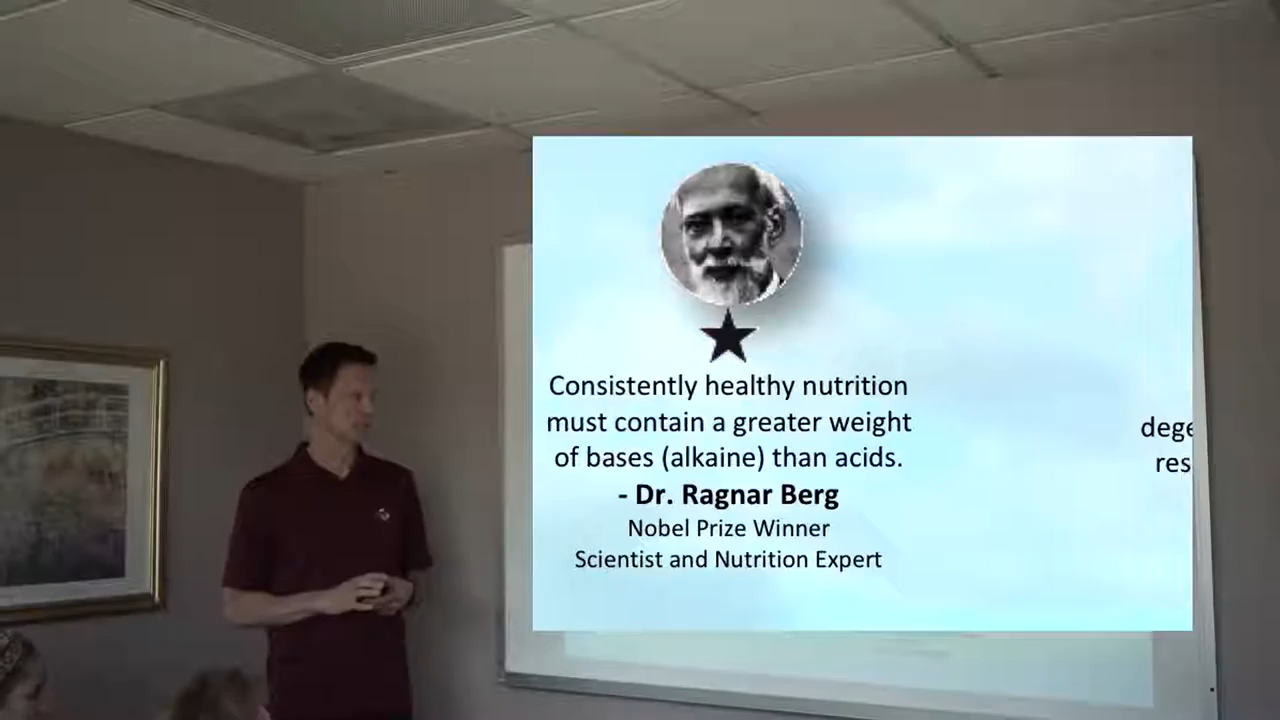 Consistently healthy nutrition
must contain a greater weight
of bases (alkaine) than acids.
- Dr. Ragnar Berg
Nobel Prize Winner
Scientist and Nutrition Expert
dege
res